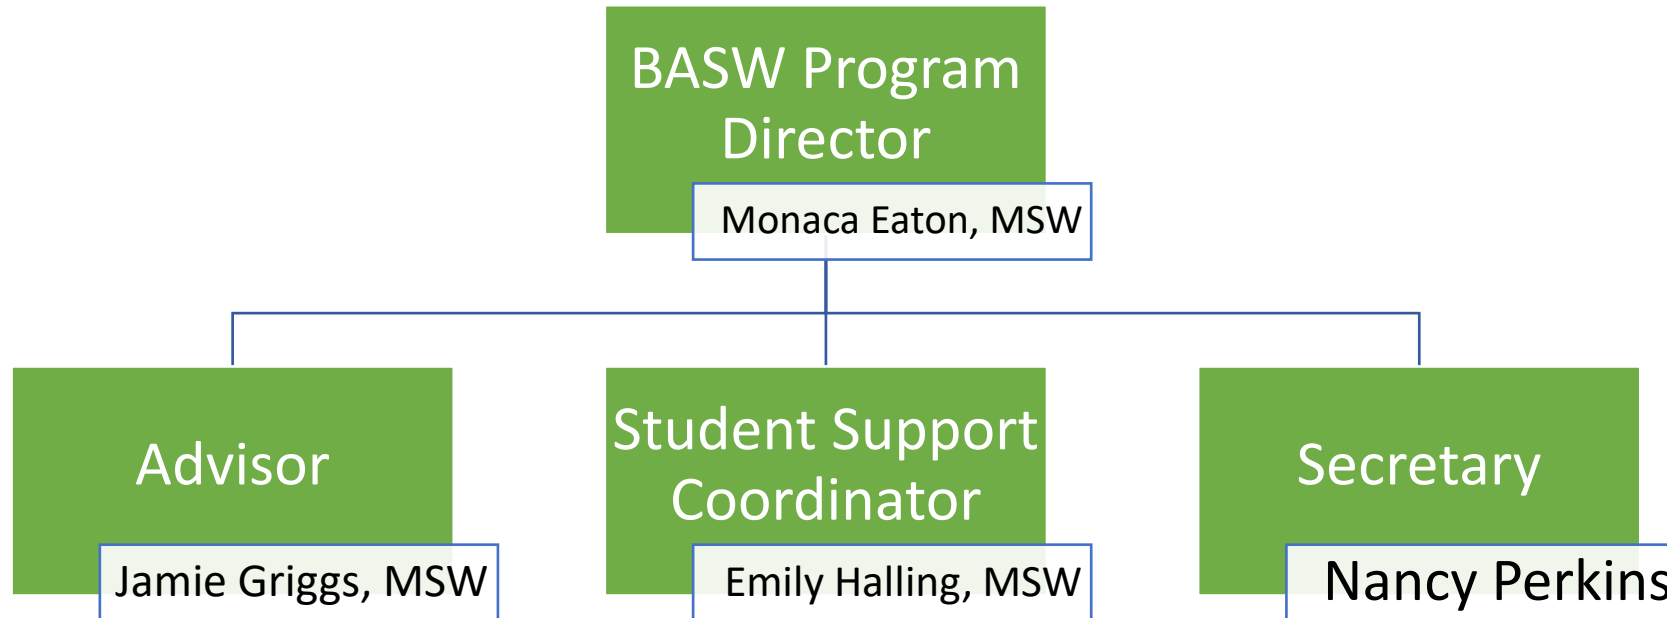 BASW Program
Director
Monaca Eaton, MSW
Advisor
Jamie Griggs, MSW
Student Support
Coordinator
Emily Halling, MSW
Secretary
Nancy Perkins